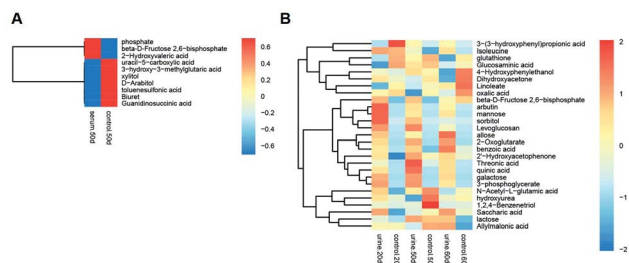 A
phosphate
beta-D-Fructose 2,6-bisphosphate
2-Hydroxyvaleric acid
uracil-5-carboxylic acid
3-hydroxy-3-methylglutaric acid
xylitol
D-Arabitol
toluenesulfonic acid
Biuret
Guanidinosuccinic acid
serum.50d
control.50d
0.6
0.4
0.2
0
-0.2
-0.4
-0.6
B
3-(3-hydroxyphenyl)propionic acid
Isoleucine
glutathione
Glucosaminic acid
4-Hydroxyphenylethanol
Dihydroxyacetone
Linoleate
oxalic acid
beta-D-Fructose 2,6-bisphosphate
arbutin
mannose
sorbitol
Levoglucosan
allose
2-Oxoglutarate
benzoic acid
2'-Hydroxyacetophenone
Threonic acid
quinic acid
galactose
3-phosphoglycerate
N-Acetyl-L-glutamic acid
hydroxyurea
1,2,4-Benzenetriol
Saccharic acid
lactose
Allylmalonic acid
urine.20d
control.20
urine.50d
control.50
urine.60d
control.60
2
1
0
-1
-2